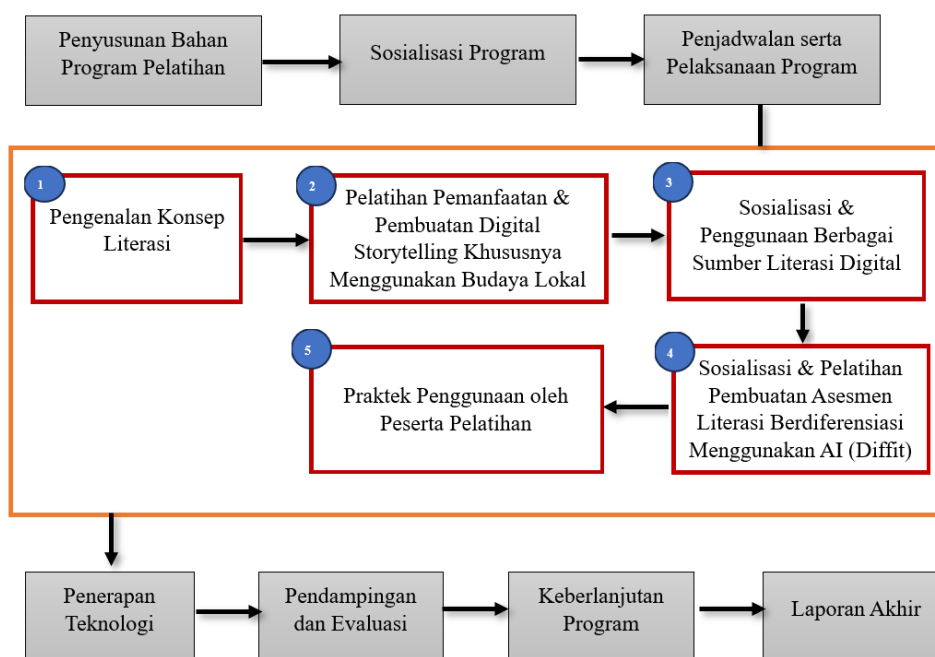 Penyusunan Bahan
Program Pelatihan
Sosialisasi Program
Penjadwalan serta
Pelaksanaan Program
1
Pengenalan Konsep
Literasi
2
Pelatihan Pemanfaatan &
Pembuatan Digital
Storytelling Khususnya
Menggunakan Budaya Lokal
3
Sosialisasi &
Penggunaan Berbagai
Sumber Literasi Digital
4
Sosialisasi & Pelatihan
Pembuatan Asesmen
Literasi Berdiferensiasi
Menggunakan AI (Diffit)
5
Praktek Penggunaan oleh
Peserta Pelatihan
Penerapan
Teknologi
Pendampingan
dan Evaluasi
Keberlanjutan
Program
Laporan Akhir